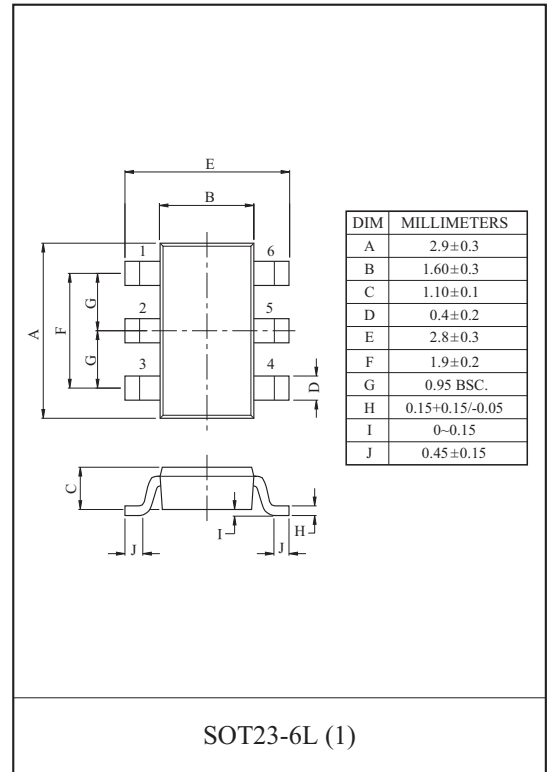 E
B
1
6
G
2
5
A
F
G
3
4
D
DIM MILLIMETERS
A 2.9±0.3
B 1.60±0.3
C 1.10±0.1
D 0.4±0.2
E 2.8±0.3
F 1.9±0.2
G 0.95 BSC.
H 0.15+0.15/-0.05
I 0~0.15
J 0.45±0.15
C
I
H
J
J
SOT23-6L (1)